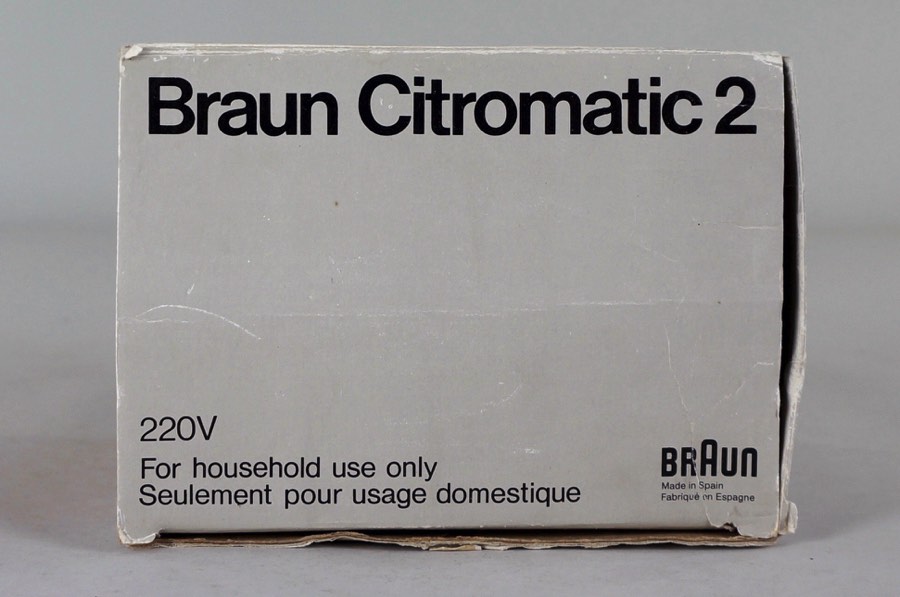 Braun Citromatic 2
220V
For household use only
Seulement pour usage domestique
BRAUN
Made in Spain
Fabriqué en Espagne